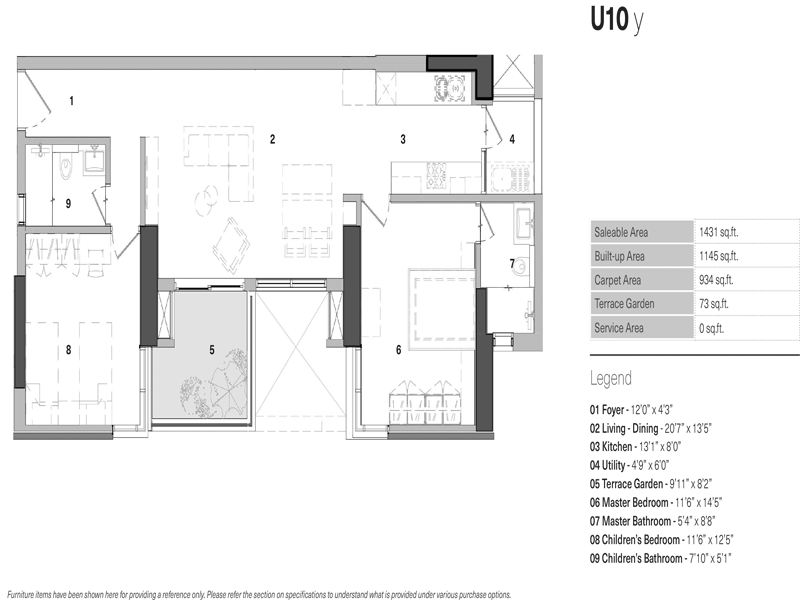 U10 y
1
2
3
4
9
7
5
8
6
Saleable Area 1431 sq.ft.
Built-up Area 1145 sq.ft.
Carpet Area 934 sq.ft.
Terrace Garden 73 sq.ft.
Service Area 0 sq.ft.
Legend
01 Foyer - 12'0" x 4'3"
02 Living - Dining - 20'7" x 13'5"
03 Kitchen - 13'1" x 8'0"
04 Utility - 4'9" x 6'0"
05 Terrace Garden - 9'11" x 8'2"
06 Master Bedroom - 11'6" x 14'5"
07 Master Bathroom - 5'4" x 8'8"
08 Children's Bedroom - 11'6" x 12'5"
09 Children's Bathroom - 7'10" x 5'1"
Furniture items have been shown here for providing a reference only. Please refer the section on specifications to understand what is provided under various purchase options.